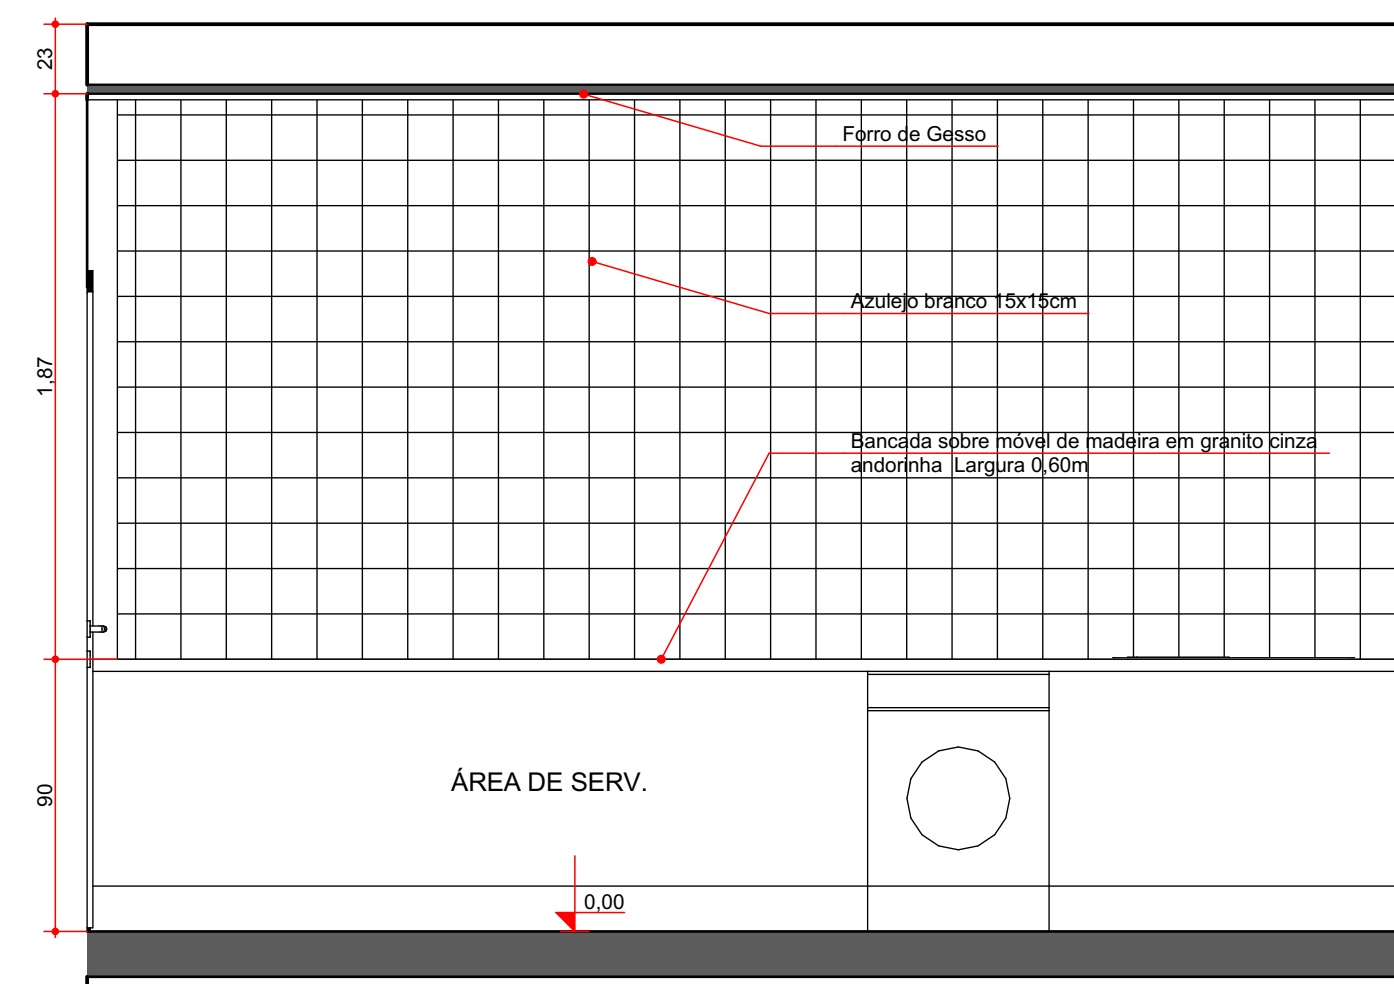 23
Forro de Gesso
Azulejo branco 15x15cm
1,87
Bancada sobre móvel de madeira em granito cinza
andorinha  Largura 0,60m
ÁREA DE SERV.
90
0,00